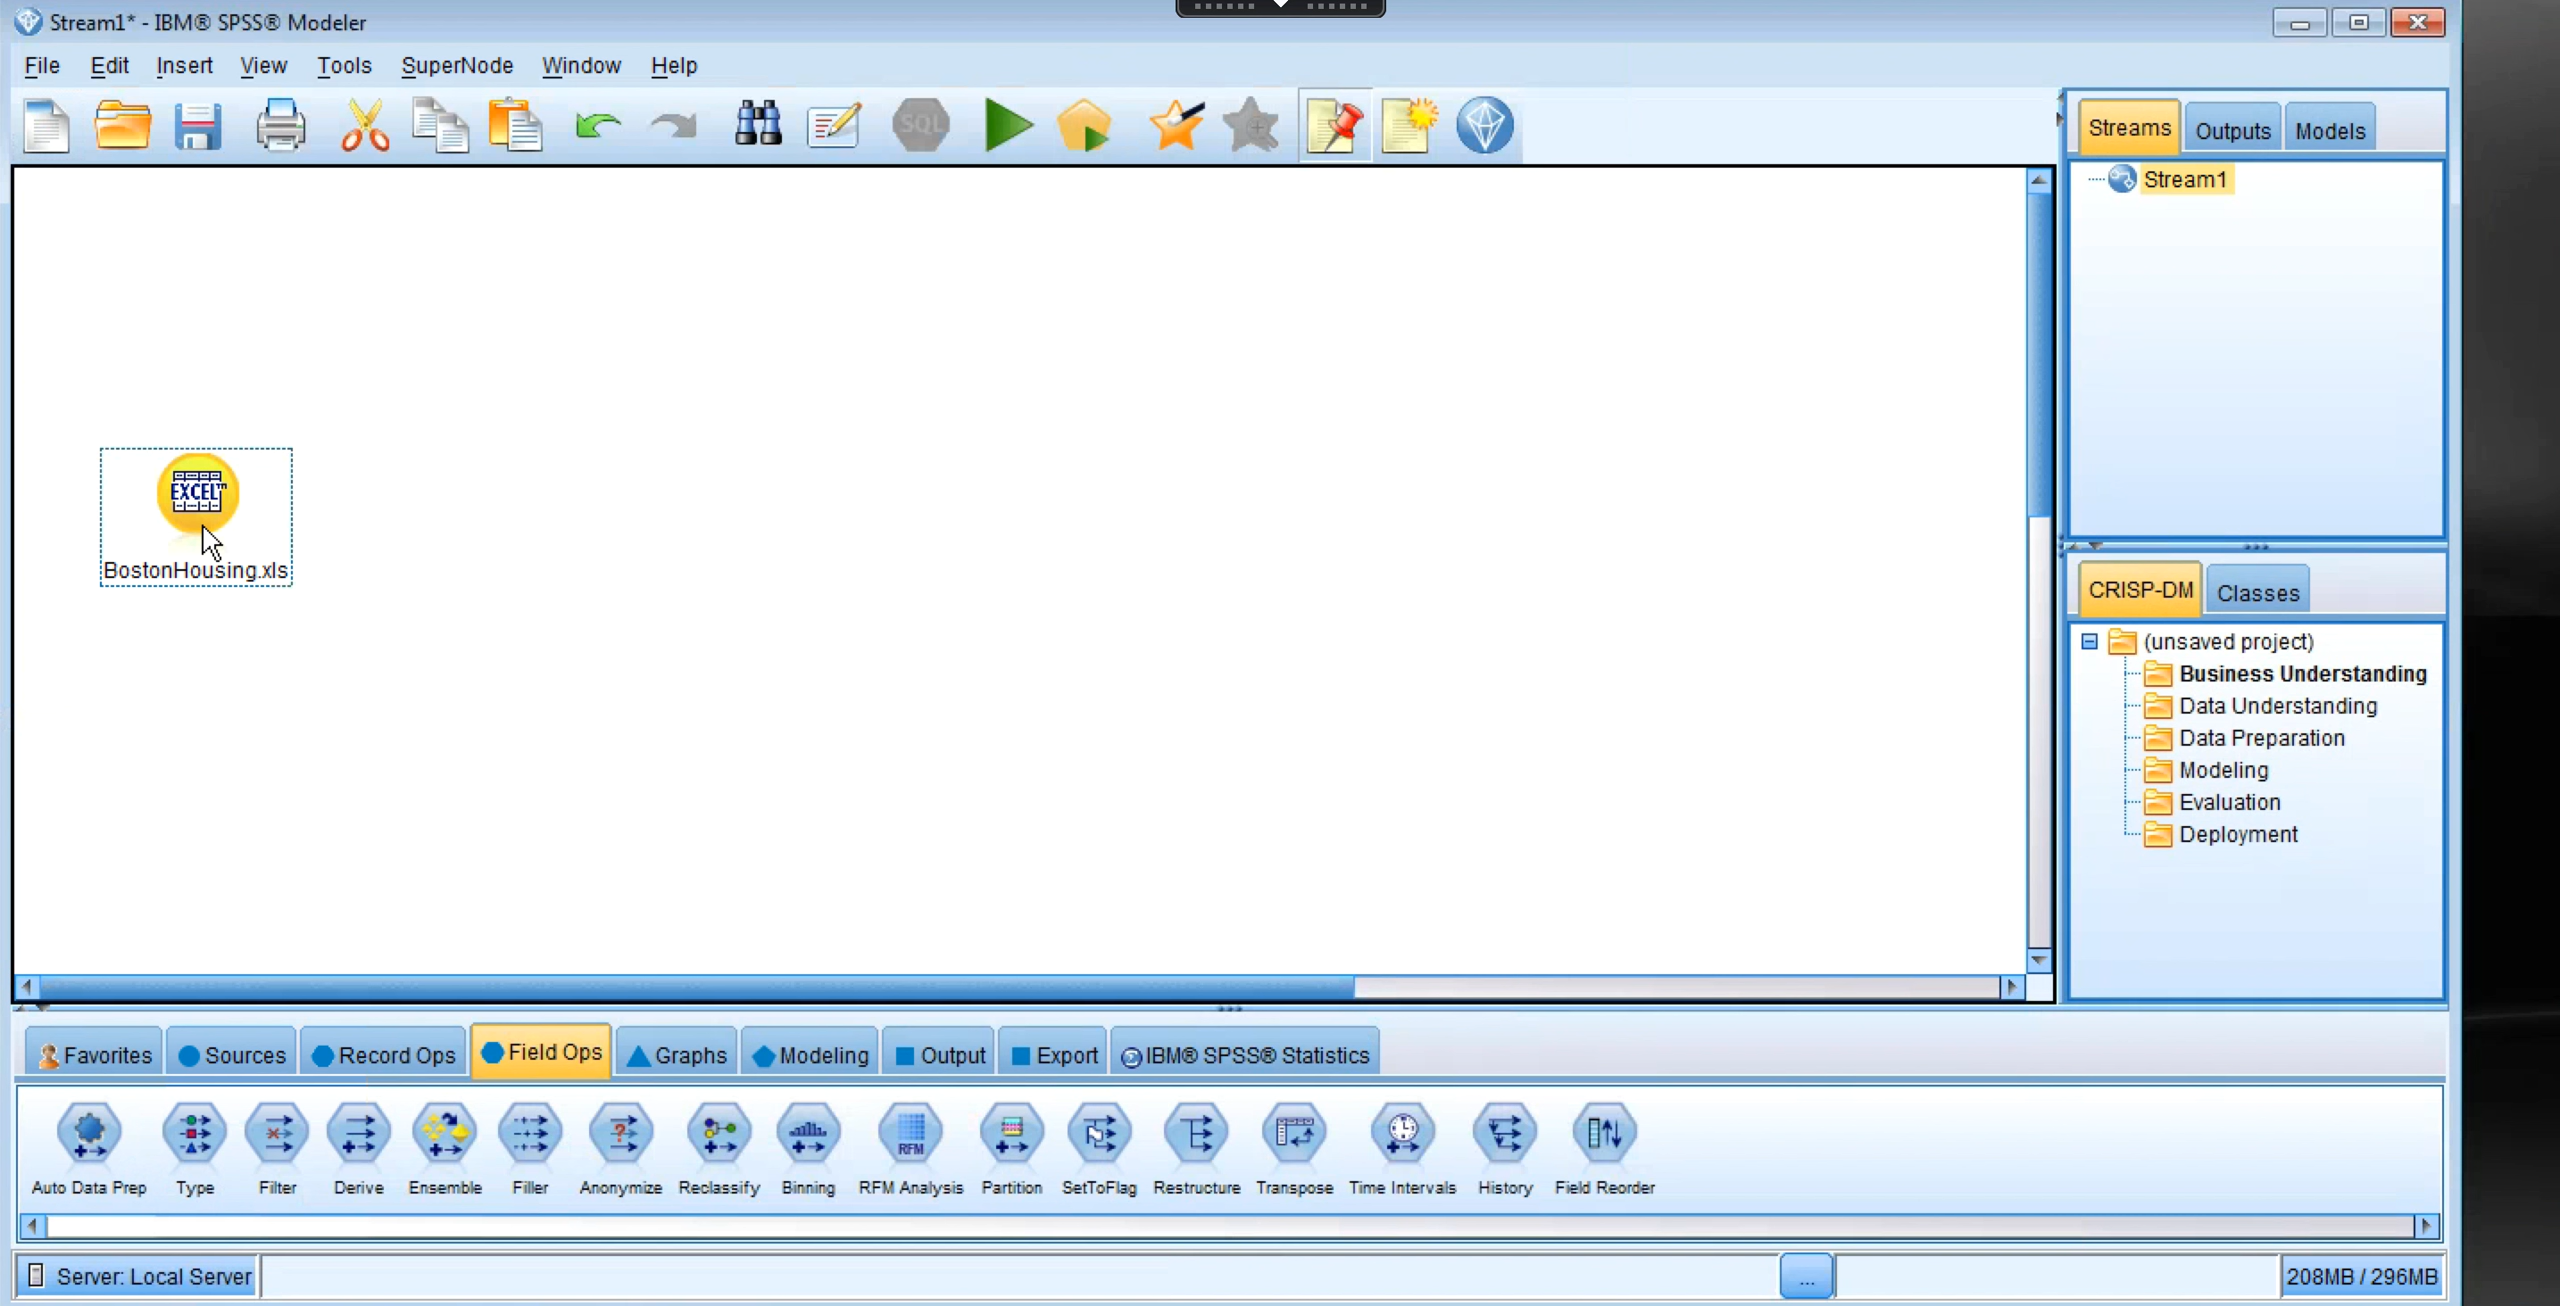 Stream1* - IBM® SPSS® Modeler
File Edit Insert View Tools SuperNode Window Help
SQL
Streams Outputs Models
Stream1
EXCEL™
BostonHousing.xls
CRISP-DM Classes
(unsaved project)
Business Understanding
Data Understanding
Data Preparation
Modeling
Evaluation
Deployment
Favorites Sources Record Ops Field Ops Graphs Modeling Output Export IBM® SPSS® Statistics
RFM
Auto Data Prep Type Filter Derive Ensemble Filler Anonymize Reclassify Binning RFM Analysis Partition SetToFlag Restructure Transpose Time Intervals History Field Reorder
Server: Local Server ... 208MB / 296MB